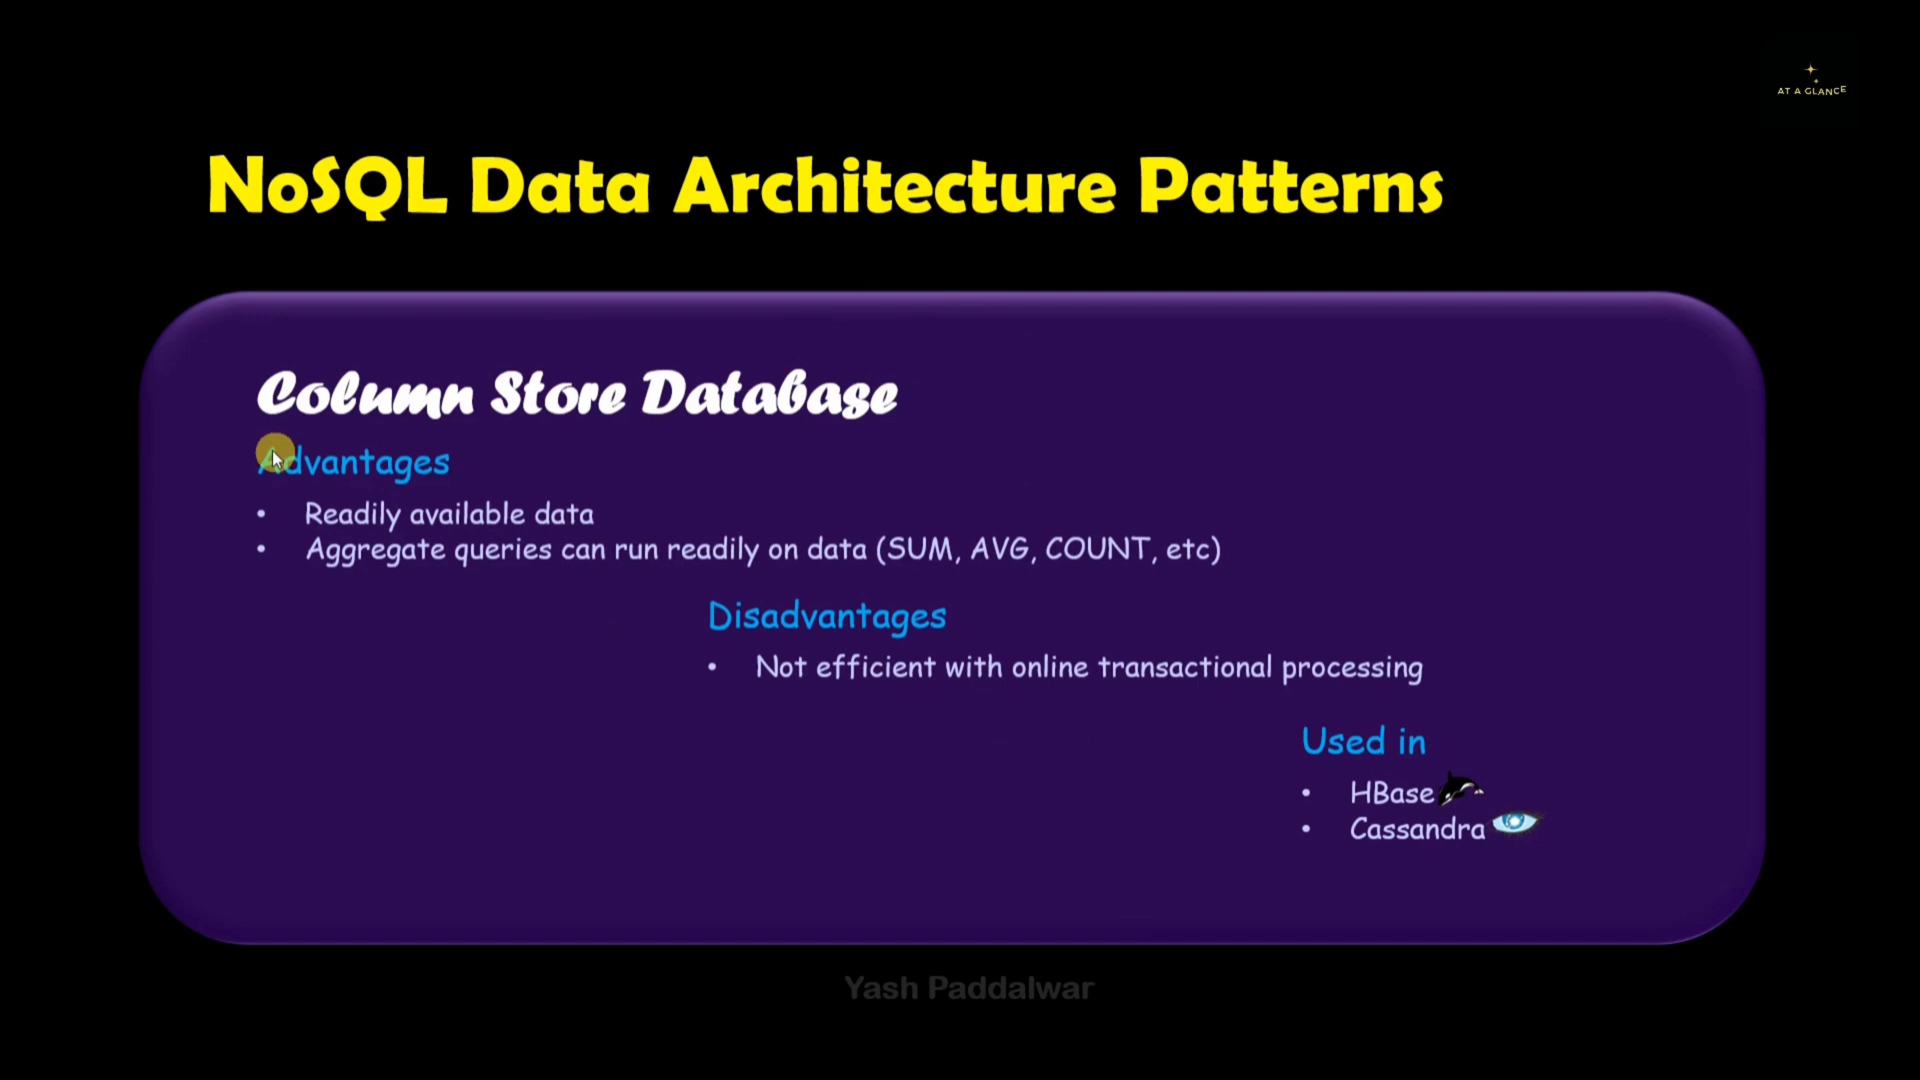 AT A GLANCE
NoSQL Data Architecture Patterns
Column Store Database
Advantages
• Readily available data
• Aggregate queries can run readily on data (SUM, AVG, COUNT, etc)
Disadvantages
• Not efficient with online transactional processing
Used in
• HBase
• Cassandra
Yash Paddalwar